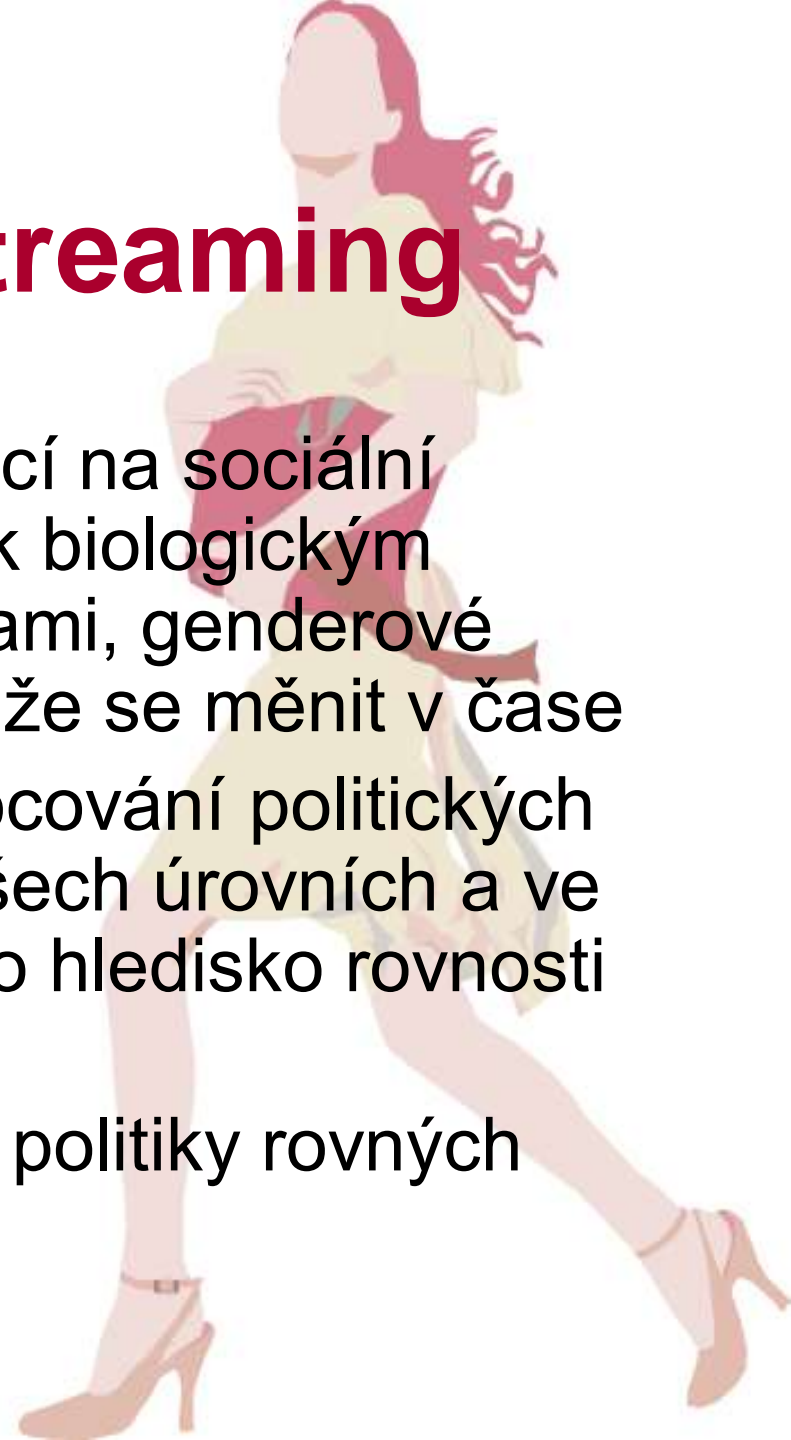 treaming
cí na sociální
k biologickým
ami, genderové
že se měnit v čase
ocování politických
šech úrovních a ve
o hledisko rovnosti
politiky rovných